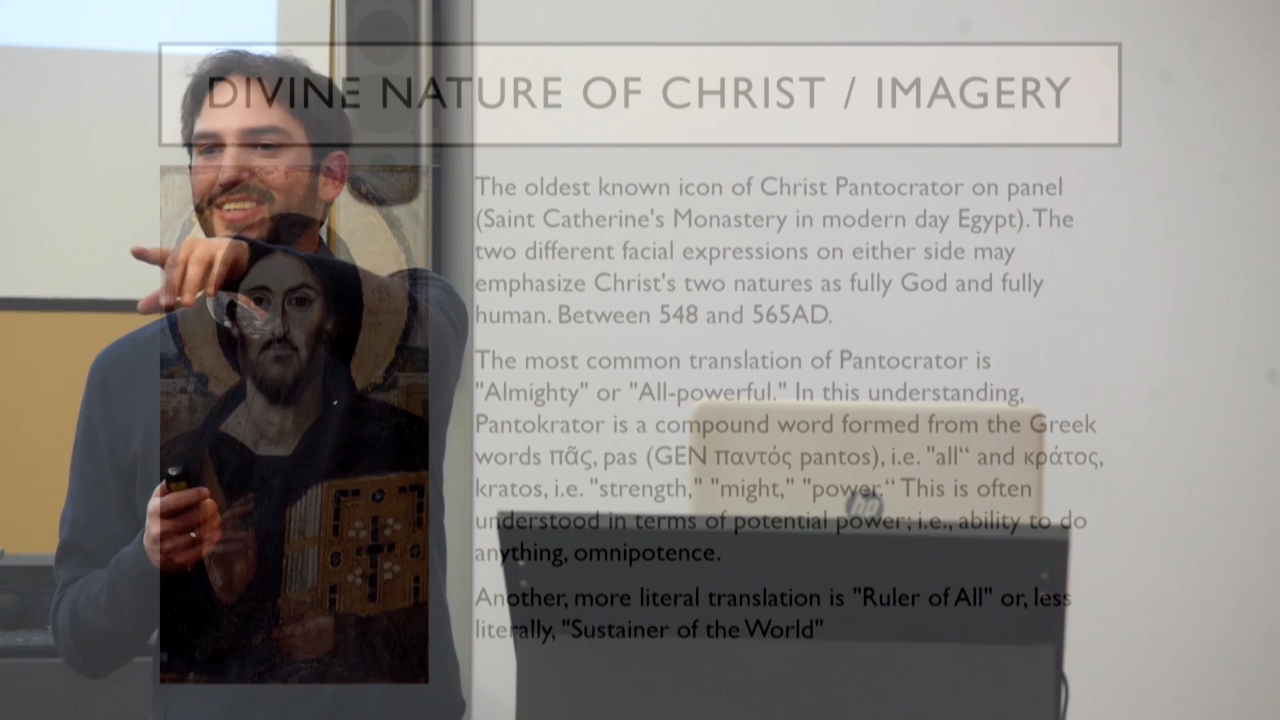 DIVINE NATURE OF CHRIST / IMAGERY
The oldest known icon of Christ Pantocrator on panel
(Saint Catherine's Monastery in modern day Egypt). The
two different facial expressions on either side may
emphasize Christ's two natures as fully God and fully
human. Between 548 and 565AD.
The most common translation of Pantocrator is
"Almighty" or "All-powerful." In this understanding,
Pantokrator is a compound word formed from the Greek
words πᾶς, pas (GEN παντός pantos), i.e. "all“ and κράτος,
kratos, i.e. "strength," "might," "power.“ This is often
understood in terms of potential power; i.e., ability to do
anything, omnipotence.
Another, more literal translation is "Ruler of All" or, less
literally, "Sustainer of the World"
hp